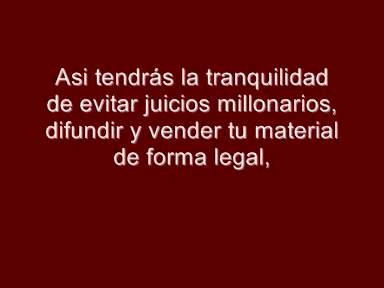 Asi tendrás la tranquilidad
de evitar juicios millonarios,
difundir y vender tu material
de forma legal,